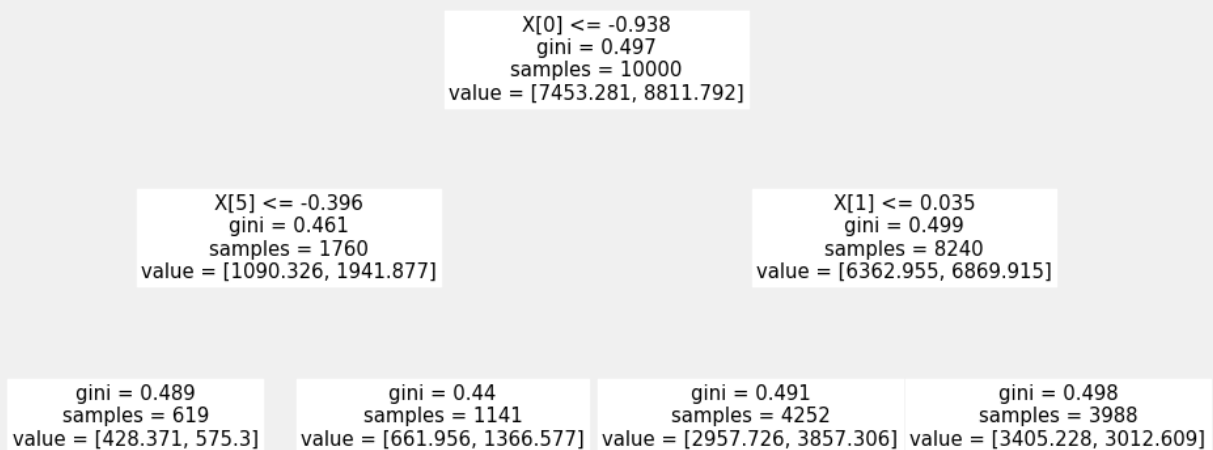 X[0] <= -0.938
gini = 0.497
samples = 10000
value = [7453.281, 8811.792]
X[5] <= -0.396
gini = 0.461
samples = 1760
value = [1090.326, 1941.877]
X[1] <= 0.035
gini = 0.499
samples = 8240
value = [6362.955, 6869.915]
gini = 0.489
samples = 619
value = [428.371, 575.3]
gini = 0.44
samples = 1141
value = [661.956, 1366.577]
gini = 0.491
samples = 4252
value = [2957.726, 3857.306]
gini = 0.498
samples = 3988
value = [3405.228, 3012.609]